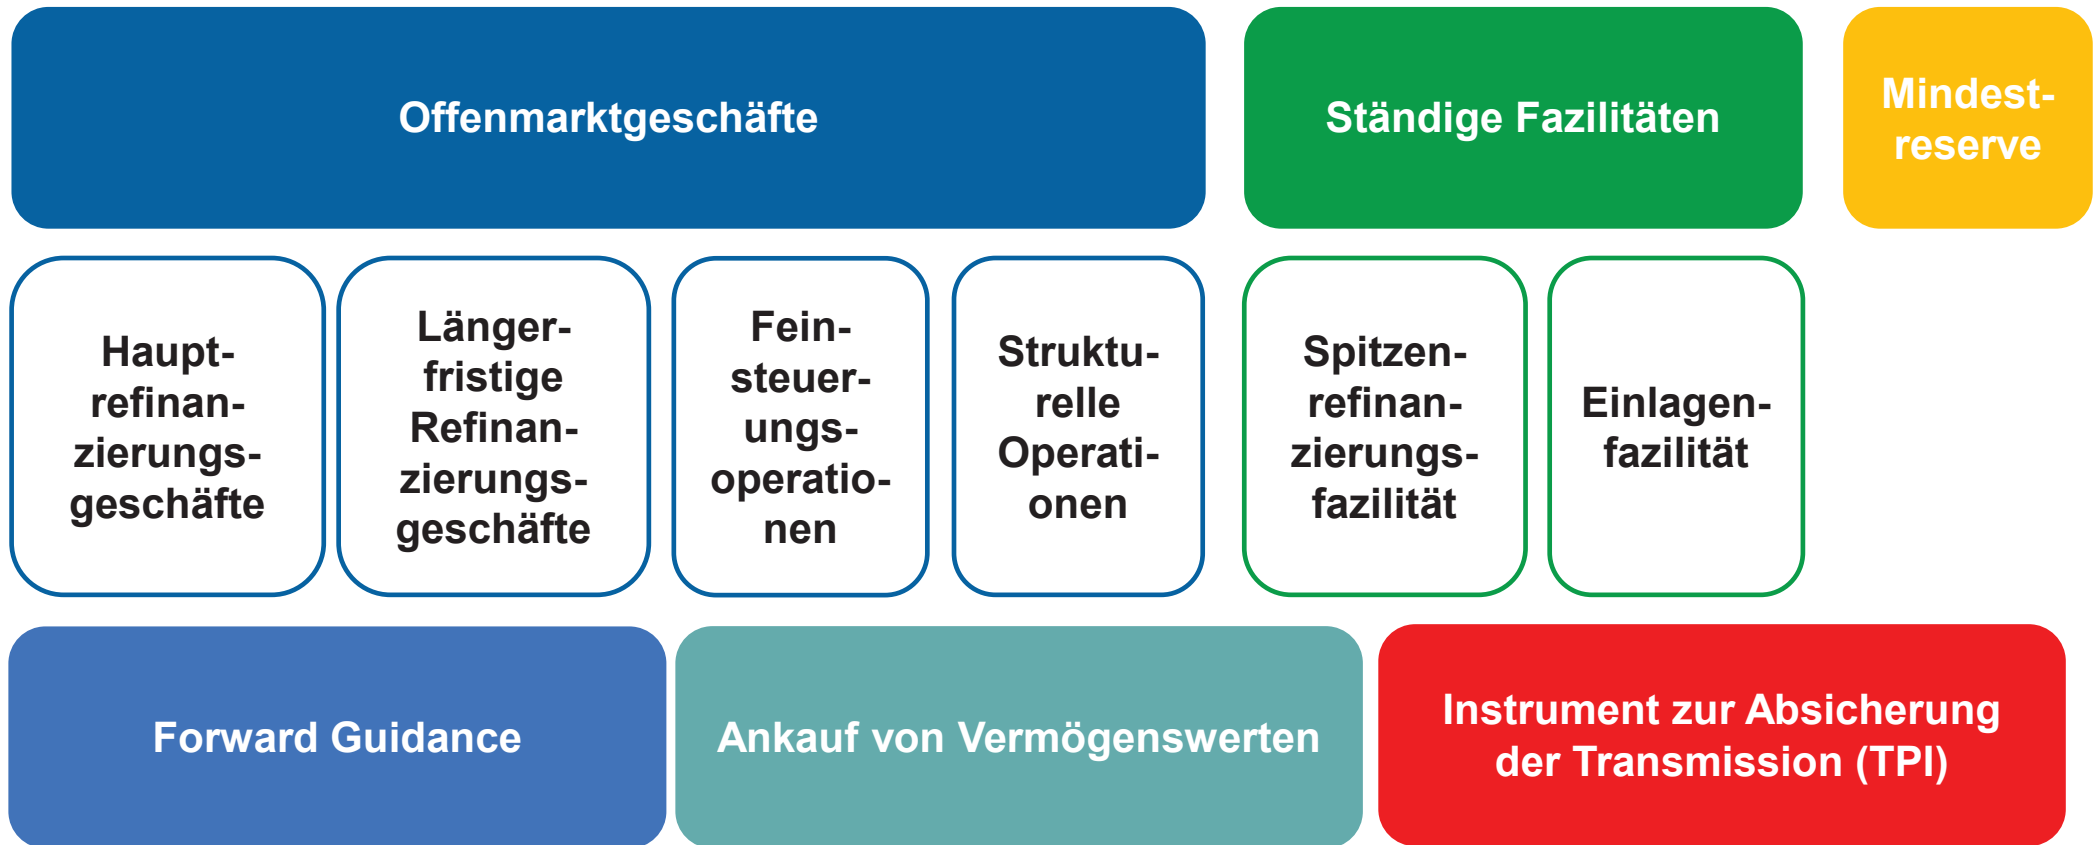 Offenmarktgeschäfte
Ständige Fazilitäten
Mindest-
reserve
Haupt-
refinan-
zierungs-
geschäfte
Länger-
fristige
Refinan-
zierungs-
geschäfte
Fein-
steuer-
ungs-
operatio-
nen
Struktu-
relle
Operati-
onen
Spitzen-
refinan-
zierungs-
fazilität
Einlagen-
fazilität
Forward Guidance
Ankauf von Vermögenswerten
Instrument zur Absicherung
der Transmission (TPI)